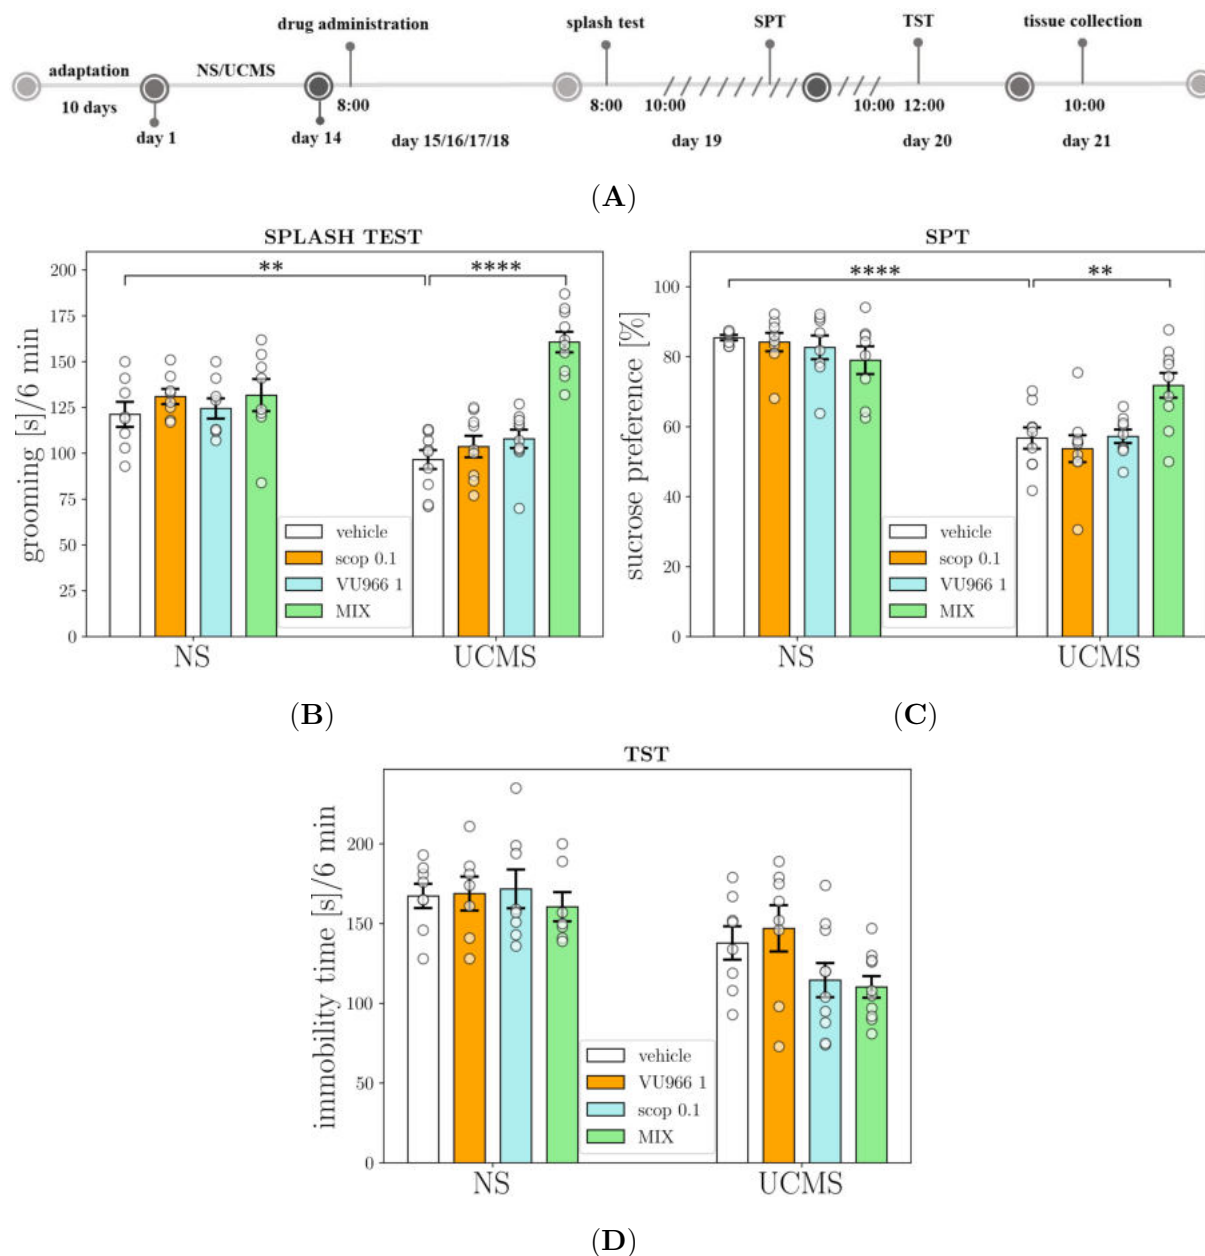 drug administration splash test SPT TST tissue collection
adaptation NS/UCMS
10 days 8:00 8:00 10:00 10:00 12:00 10:00
day 1 day 14 day 15/16/17/18 day 19 day 20 day 21
(A)
SPLASH TEST
grooming [s]/6 min
200
175
150
125
100
75
50
25
0
** ****
vehicle
scop 0.1
VU966 1
MIX
NS UCMS
(B)
SPT
sucrose preference [%]
100
80
60
40
20
0
**** **
vehicle
scop 0.1
VU966 1
MIX
NS UCMS
(C)
TST
immobility time [s]/6 min
200
150
100
50
0
vehicle
VU966 1
scop 0.1
MIX
NS UCMS
(D)